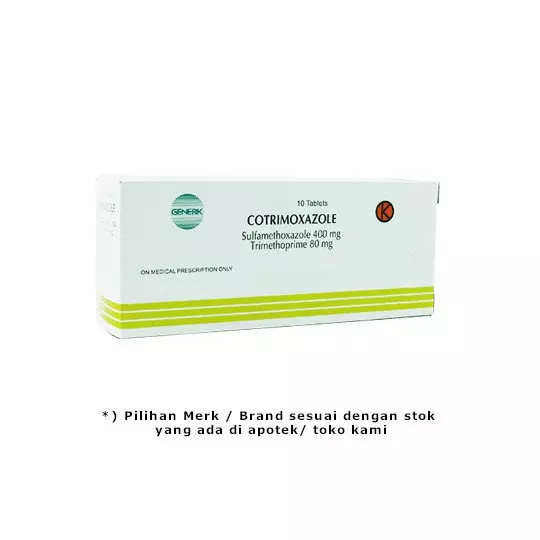 10 Tablets
GENERIK
COTRIMOXAZOLE
K
Sulfamethoxazole 400 mg
Trimethoprime 80 mg
ON MEDICAL PRESCRIPTION ONLY
*) Pilihan Merk / Brand sesuai dengan stok
yang ada di apotek/ toko kami